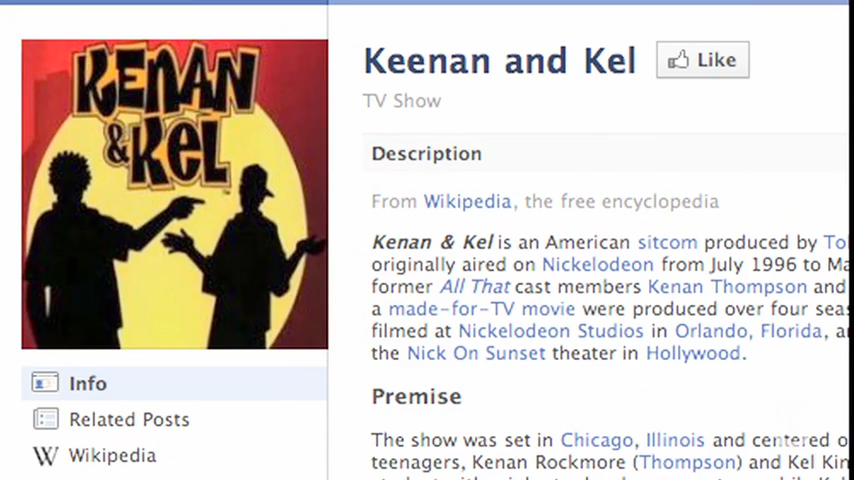 KENAN
& KEL
Keenan and Kel
Like
TV Show
Description
From Wikipedia, the free encyclopedia
Kenan & Kel is an American sitcom produced by
originally aired on Nickelodeon from July 1996 to
former All That cast members Kenan Thompson and
a made-for-TV movie were produced over four
filmed at Nickelodeon Studios in Orlando, Florida,
the Nick On Sunset theater in Hollywood.
Info
Related Posts
Wikipedia
Premise
The show was set in Chicago, Illinois and centered
teenagers, Kenan Rockmore (Thompson) and Kel